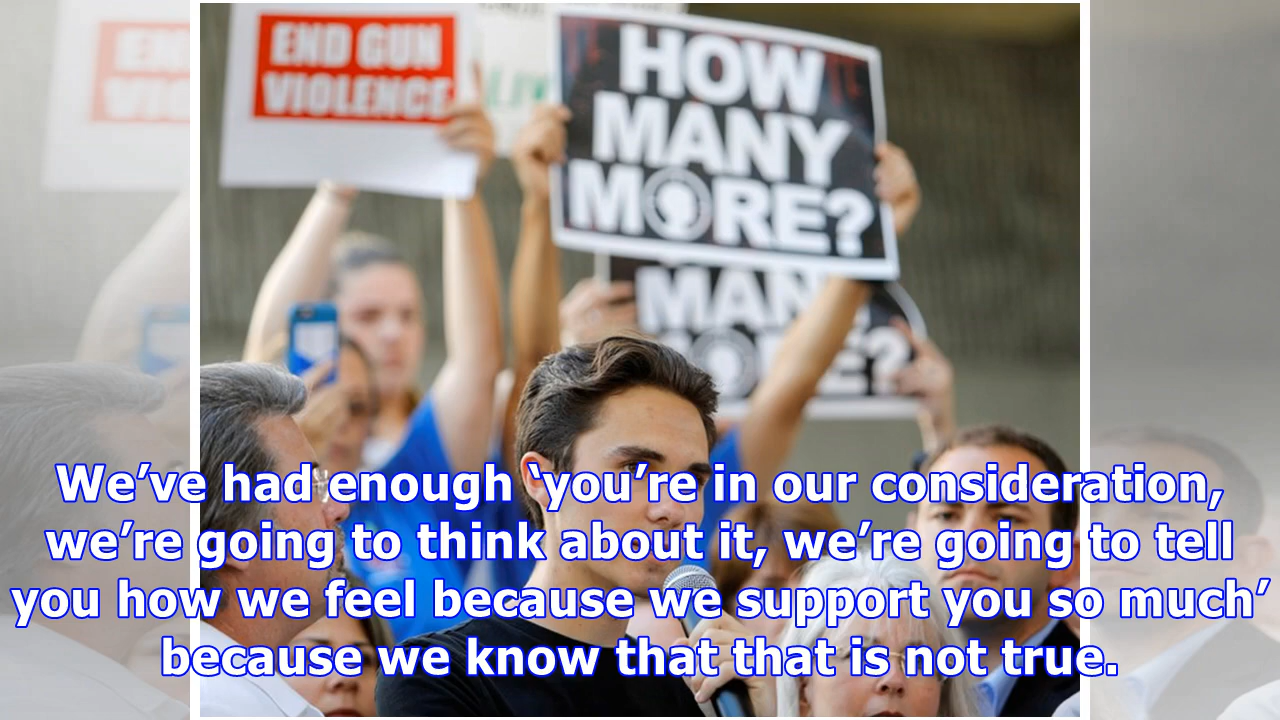 END GUN
VIOLENCE
HOW
MANY
MORE?
We’ve had enough ‘you’re in our consideration,
we’re going to think about it, we’re going to tell
you how we feel because we support you so much’
because we know that that is not true.